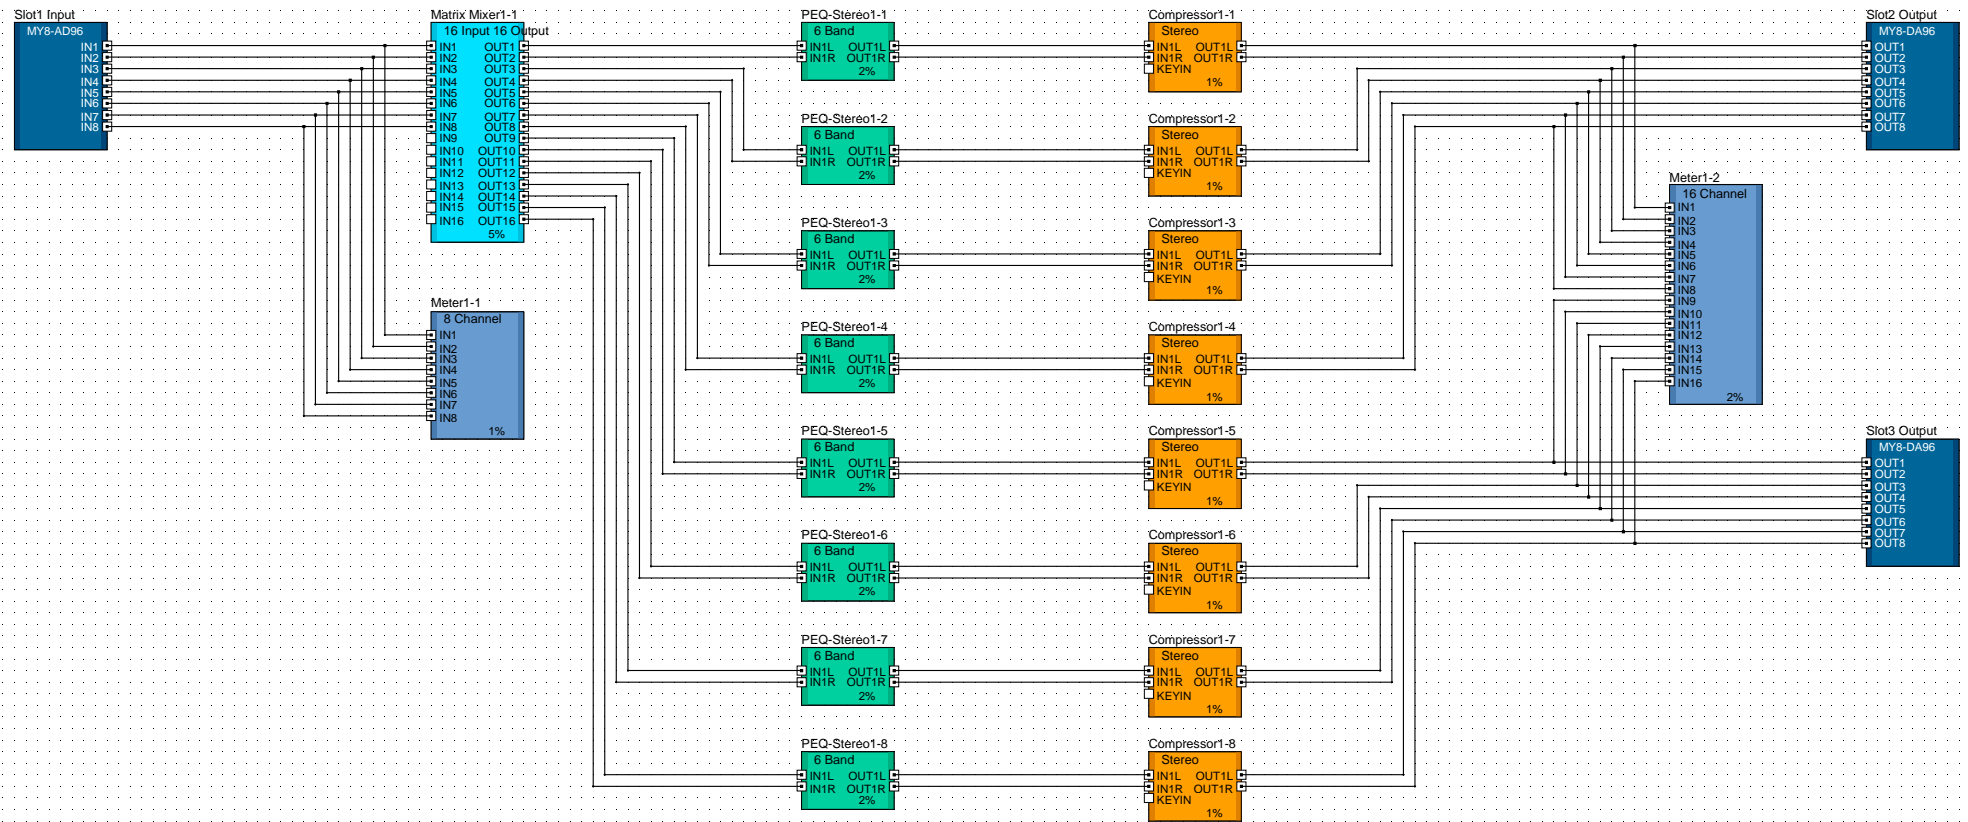 Slot1 Input
MY8-AD96
IN1
IN2
IN3
IN4
IN5
IN6
IN7
IN8
Matrix Mixer1-1
16 Input 16 Output
IN1 OUT1
IN2 OUT2
IN3 OUT3
IN4 OUT4
IN5 OUT5
IN6 OUT6
IN7 OUT7
IN8 OUT8
IN9 OUT9
IN10 OUT10
IN11 OUT11
IN12 OUT12
IN13 OUT13
IN14 OUT14
IN15 OUT15
IN16 OUT16
5%
Meter1-1
8 Channel
IN1
IN2
IN3
IN4
IN5
IN6
IN7
IN8
1%
PEQ-Stereo1-1
6 Band
IN1L OUT1L
IN1R OUT1R
2%
PEQ-Stereo1-2
6 Band
IN1L OUT1L
IN1R OUT1R
2%
PEQ-Stereo1-3
6 Band
IN1L OUT1L
IN1R OUT1R
2%
PEQ-Stereo1-4
6 Band
IN1L OUT1L
IN1R OUT1R
2%
PEQ-Stereo1-5
6 Band
IN1L OUT1L
IN1R OUT1R
2%
PEQ-Stereo1-6
6 Band
IN1L OUT1L
IN1R OUT1R
2%
PEQ-Stereo1-7
6 Band
IN1L OUT1L
IN1R OUT1R
2%
PEQ-Stereo1-8
6 Band
IN1L OUT1L
IN1R OUT1R
2%
Compressor1-1
Stereo
IN1L OUT1L
IN1R OUT1R
KEYIN
1%
Compressor1-2
Stereo
IN1L OUT1L
IN1R OUT1R
KEYIN
1%
Compressor1-3
Stereo
IN1L OUT1L
IN1R OUT1R
KEYIN
1%
Compressor1-4
Stereo
IN1L OUT1L
IN1R OUT1R
KEYIN
1%
Compressor1-5
Stereo
IN1L OUT1L
IN1R OUT1R
KEYIN
1%
Compressor1-6
Stereo
IN1L OUT1L
IN1R OUT1R
KEYIN
1%
Compressor1-7
Stereo
IN1L OUT1L
IN1R OUT1R
KEYIN
1%
Compressor1-8
Stereo
IN1L OUT1L
IN1R OUT1R
KEYIN
1%
Slot2 Output
MY8-DA96
OUT1
OUT2
OUT3
OUT4
OUT5
OUT6
OUT7
OUT8
Meter1-2
16 Channel
IN1
IN2
IN3
IN4
IN5
IN6
IN7
IN8
IN9
IN10
IN11
IN12
IN13
IN14
IN15
IN16
2%
Slot3 Output
MY8-DA96
OUT1
OUT2
OUT3
OUT4
OUT5
OUT6
OUT7
OUT8